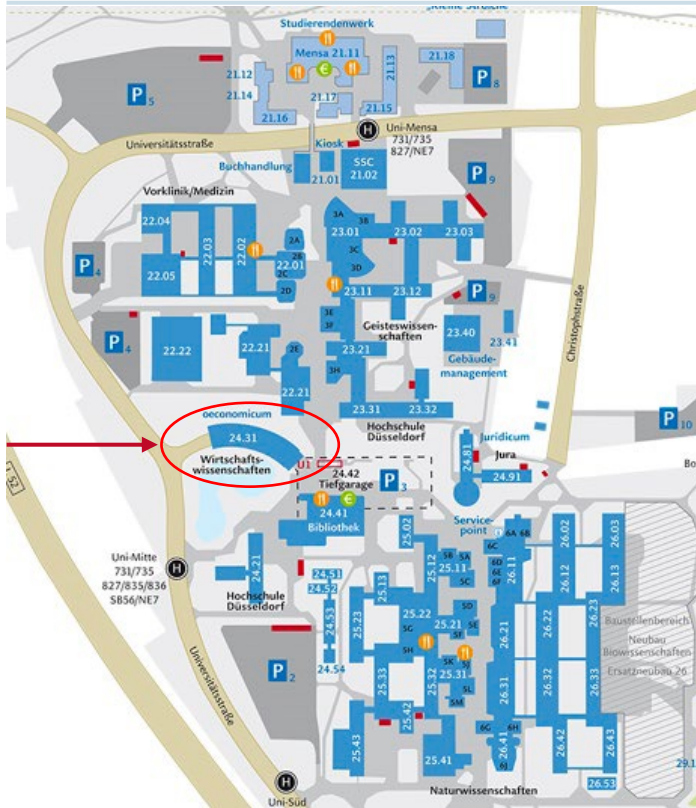 Studierendenwerk
Mensa 21.11
21.12
21.13
21.18
21.14
21.17
21.15
21.16
P 5
P 8
€
H
Uni-Mensa
731/735
827/NE7
Universitätsstraße
Kiosk
SSC
21.02
Buchhandlung
21.01
P 9
Vorklinik/Medizin
22.04
22.03
22.02
22.05
2A
2B
22.01
2C
2D
3A
3B
23.01
23.02
23.03
3C
3D
23.11
23.12
P 4
P 9
3E
3F
Geisteswissen-
schaften
23.40
23.41
Gebäude-
management
Christophstraße
P 4
22.22
22.21
2E
22.21
23.21
3H
23.31
23.32
Hochschule
Düsseldorf
P 10
oeconomicum
24.31
Wirtschafts-
wissenschaften
U1
24.42
Tiefgarage
P 3
€
24.41
Bibliothek
Juridicum
24.81
Jura
24.91
Bo
L 52
Service-
point
i
Uni-Mitte
731/735
827/835/836
SB56/NE7
H
24.21
Hochschule
Düsseldorf
24.51
24.52
24.53
24.54
P 2
Universitätsstraße
H
Uni-Süd
25.02
25.12
25.13
5B
5A
25.11
5C
25.22
25.23
5G
5H
25.21
5D
5E
5F
25.33
25.32
5K
5J
25.31
5L
5M
25.42
25.43
25.41
6A
6B
6C
6D
6E
6F
26.11
26.02
26.03
26.12
26.13
26.21
26.22
26.23
26.31
26.32
26.33
6G
6H
26.41
6J
26.42
26.43
26.53
Baustellenbereich
Neubau
Biowissenschaften
Ersatzneubau 26
29.1
Naturwissenschaften